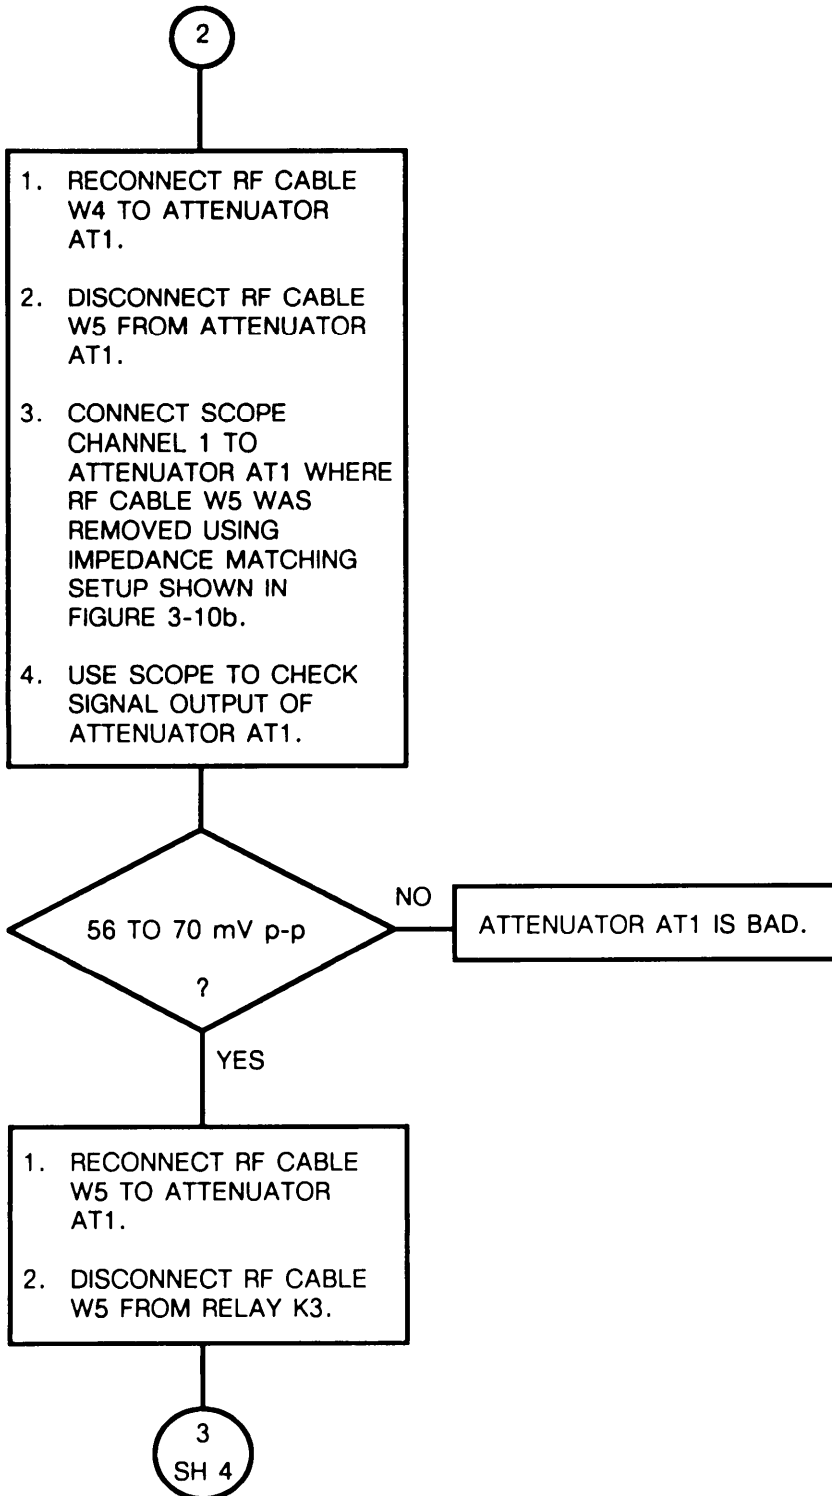 2
1. RECONNECT RF CABLE
W4 TO ATTENUATOR
AT1.
2. DISCONNECT RF CABLE
W5 FROM ATTENUATOR
AT1.
3. CONNECT SCOPE
CHANNEL 1 TO
ATTENUATOR AT1 WHERE
RF CABLE W5 WAS
REMOVED USING
IMPEDANCE MATCHING
SETUP SHOWN IN
FIGURE 3-10b.
4. USE SCOPE TO CHECK
SIGNAL OUTPUT OF
ATTENUATOR AT1.
56 TO 70 mV p-p
?
NO
ATTENUATOR AT1 IS BAD.
YES
1. RECONNECT RF CABLE
W5 TO ATTENUATOR
AT1.
2. DISCONNECT RF CABLE
W5 FROM RELAY K3.
3
SH 4